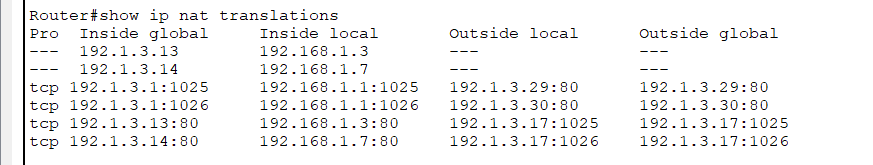 Router#show ip nat translations
Pro  Inside global     Inside local       Outside local      Outside global
---  192.1.3.13        192.168.1.3        ---                ---
---  192.1.3.14        192.168.1.7        ---                ---
tcp 192.1.3.1:1025     192.168.1.1:1025   192.1.3.29:80      192.1.3.29:80
tcp 192.1.3.1:1026     192.168.1.1:1026   192.1.3.30:80      192.1.3.30:80
tcp 192.1.3.13:80      192.168.1.3:80     192.1.3.17:1025    192.1.3.17:1025
tcp 192.1.3.14:80      192.168.1.7:80     192.1.3.17:1026    192.1.3.17:1026